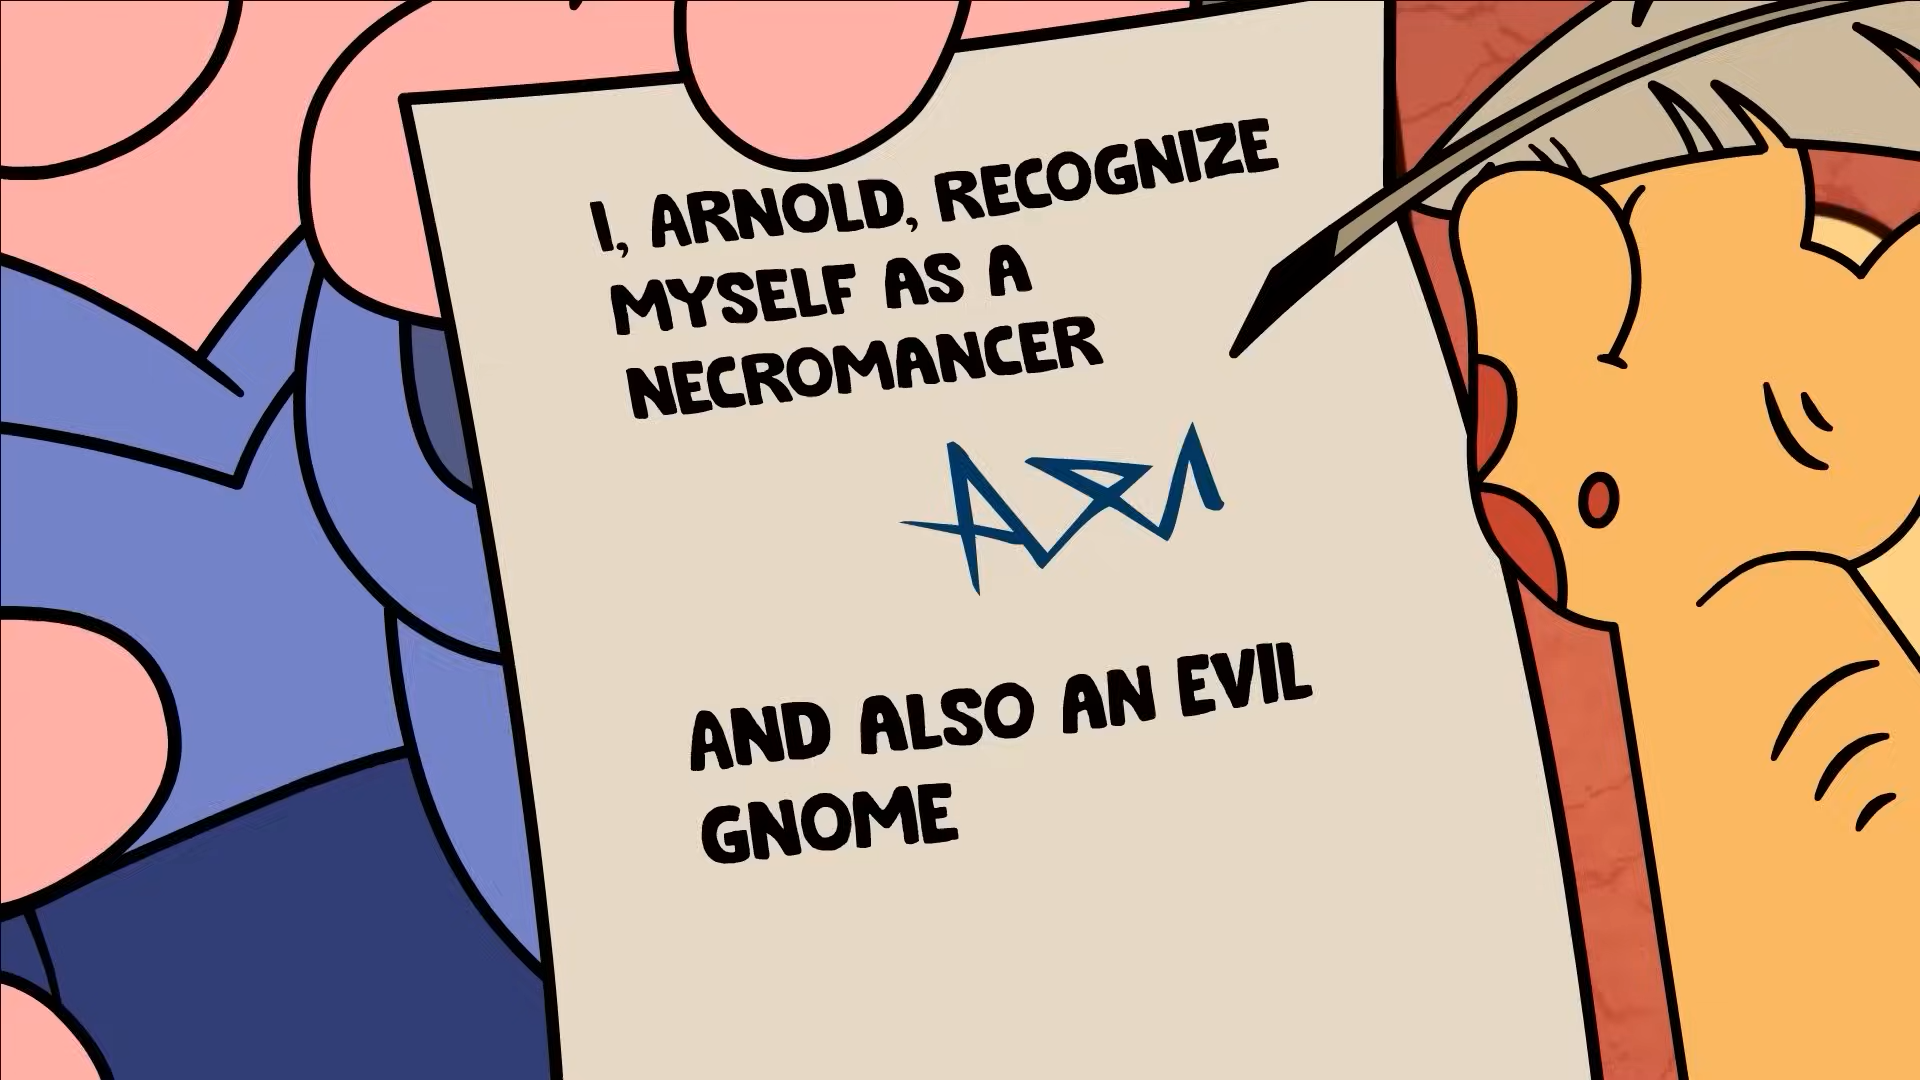 I, ARNOLD, RECOGNIZE
MYSELF AS A
NECROMANCER
AND ALSO AN EVIL
GNOME